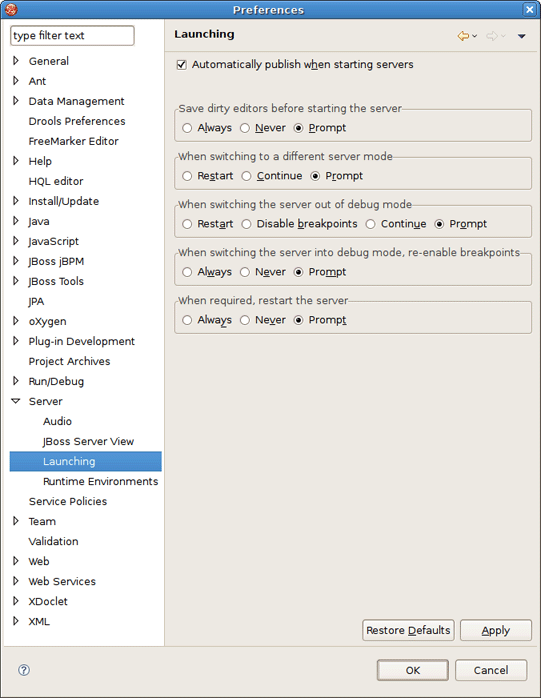 Preferences
type filter text
General
Ant
Data Management
Drools Preferences
FreeMarker Editor
Help
HQL editor
Install/Update
Java
JavaScript
JBoss jBPM
JBoss Tools
JPA
oXygen
Plug-in Development
Project Archives
Run/Debug
Server
Audio
JBoss Server View
Launching
Runtime Environments
Service Policies
Team
Validation
Web
Web Services
XDoclet
XML
Launching
Automatically publish when starting servers
Save dirty editors before starting the server
Always Never Prompt
When switching to a different server mode
Restart Continue Prompt
When switching the server out of debug mode
Restart Disable breakpoints Continue Prompt
When switching the server into debug mode, re-enable breakpoints
Always Never Prompt
When required, restart the server
Always Never Prompt
Restore Defaults Apply
? OK Cancel